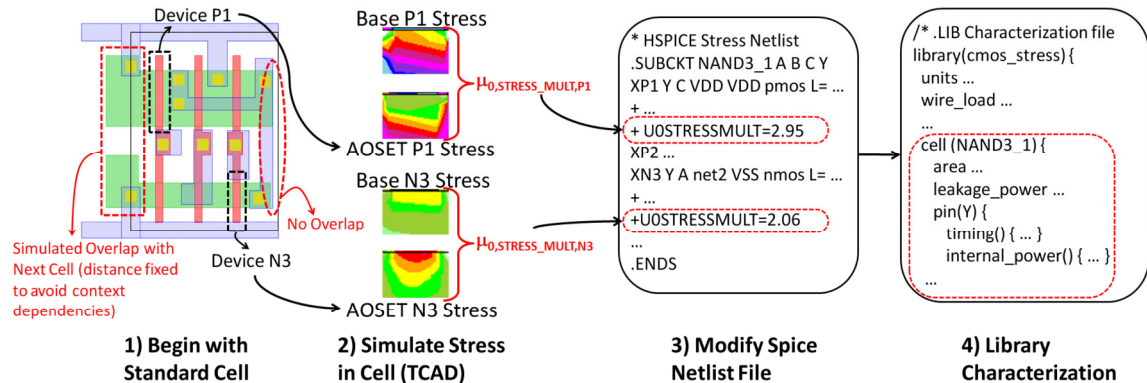 Device P1
No Overlap
Simulated Overlap with
Next Cell (distance fixed
to avoid context
dependencies)
Device N3
1) Begin with
Standard Cell
Base P1 Stress
μ0,STRESS_MULT,P1
AOSET P1 Stress
Base N3 Stress
μ0,STRESS_MULT,N3
AOSET N3 Stress
2) Simulate Stress
in Cell (TCAD)
* HSPICE Stress Netlist
.SUBCKT NAND3_1 A B C Y
XP1 Y C VDD VDD pmos L= ...
+ ...
+ U0STRESSMULT=2.95
XP2 ...
XN3 Y A net2 VSS nmos L= ...
+ ...
+U0STRESSMULT=2.06
...
.ENDS
3) Modify Spice
Netlist File
/* .LIB Characterization file
library(cmos_stress) {
units ...
wire_load ...
...
cell (NAND3_1) {
area ...
leakage_power ...
pin(Y) {
timing() { ... }
internal_power() { ... }
...
4) Library
Characterization